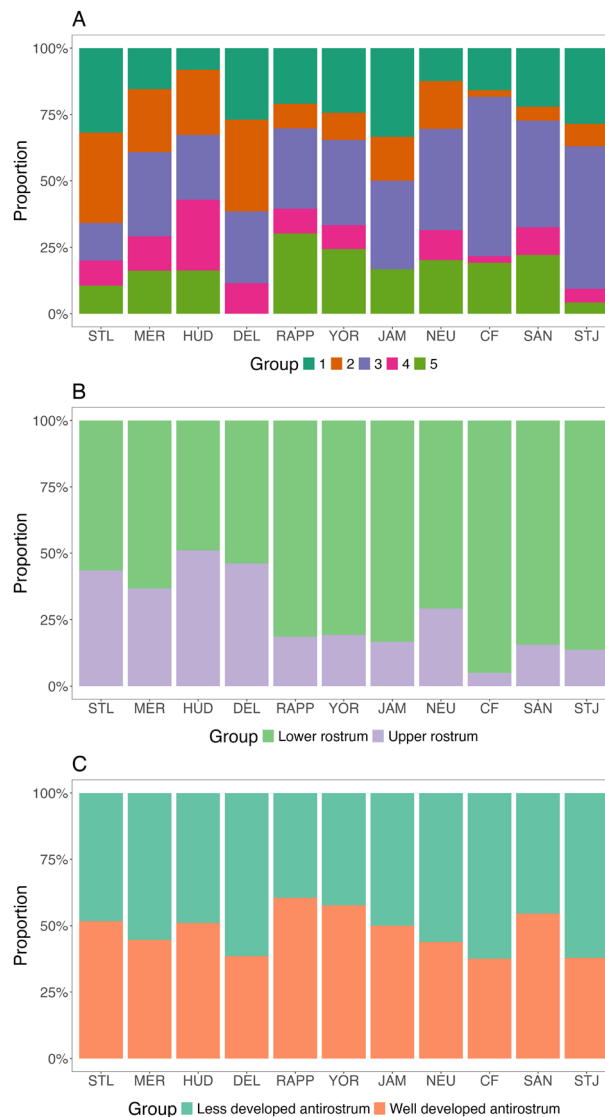 A
100%
75%
50%
25%
0%
Proportion
STL MER HUD DEL RAPP YOR JAM NEU CF SAN STJ
Group 1 2 3 4 5
B
100%
75%
50%
25%
0%
Proportion
STL MER HUD DEL RAPP YOR JAM NEU CF SAN STJ
Group Lower rostrum Upper rostrum
C
100%
75%
50%
25%
0%
Proportion
STL MER HUD DEL RAPP YOR JAM NEU CF SAN STJ
Group Less developed antirostrum Well developed antirostrum